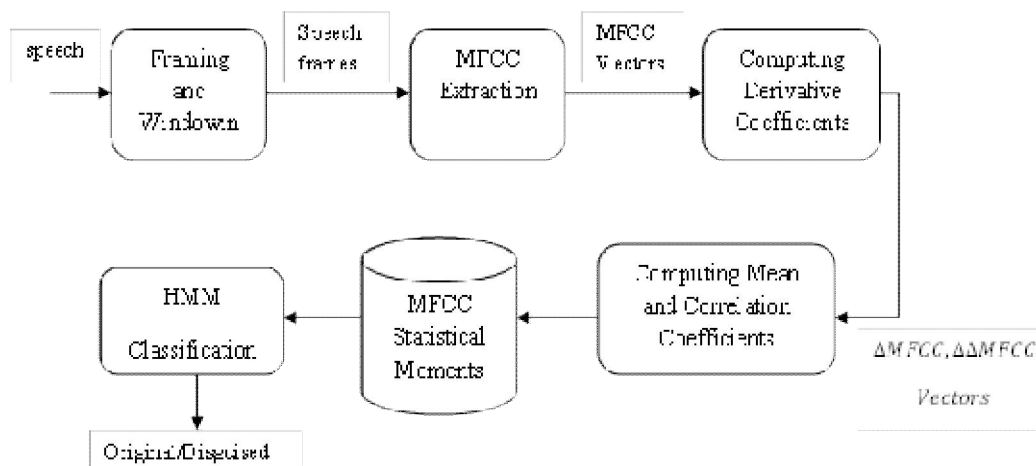 speech
Framing
and
Windowin
Speech
frames
MFCC
Extraction
MFCC
Vectors
Computing
Derivative
Coefficients
HMM
Classification
MFCC
Statistical
Moments
Computing Mean
and Correlation
Coefficients
ΔMFCC, ΔΔMFCC
Vectors
Original/Disguised